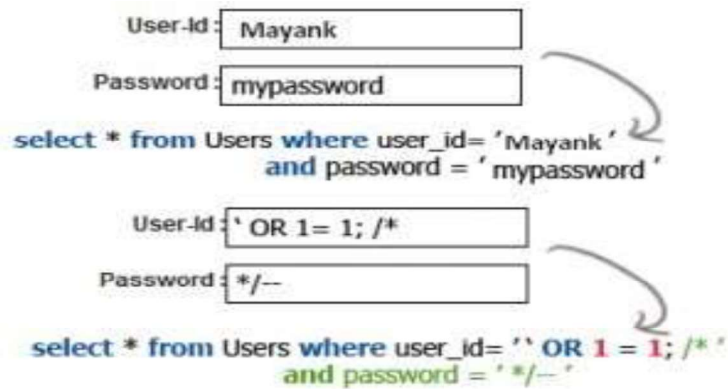 User-Id : Mayank
Password : mypassword
select * from Users where user_id= 'Mayank'
and password = 'mypassword'
User-Id : ` OR 1= 1; /*
Password : */--
select * from Users where user_id= '` OR 1 = 1; /*'
and password = '*/--'